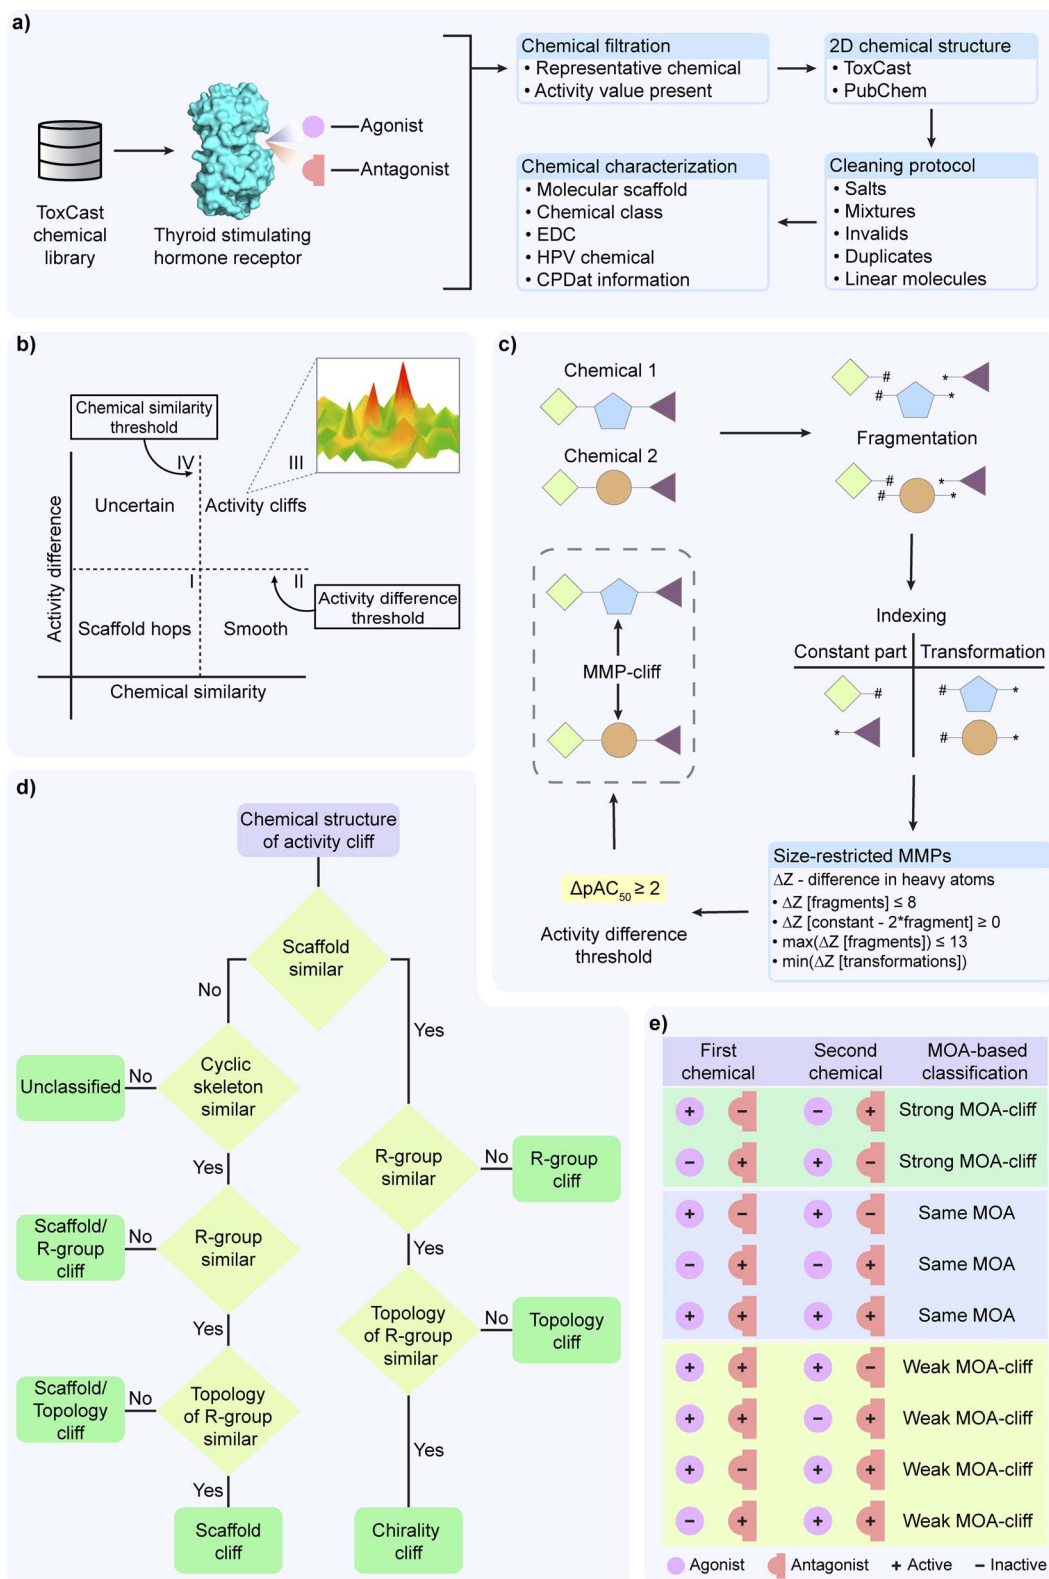 a)
ToxCast
chemical
library
Thyroid stimulating
hormone receptor
Agonist
Antagonist
Chemical filtration
• Representative chemical
• Activity value present
2D chemical structure
• ToxCast
• PubChem
Cleaning protocol
• Salts
• Mixtures
• Invalids
• Duplicates
• Linear molecules
Chemical characterization
• Molecular scaffold
• Chemical class
• EDC
• HPV chemical
• CPDat information
b)
Chemical similarity
threshold
IV
III
Uncertain
Activity cliffs
I
II
Activity difference
threshold
Scaffold hops
Smooth
Activity difference
Chemical similarity
c)
Chemical 1
Chemical 2
#
*
#
*
Fragmentation
#
*
#
*
Indexing
Constant part
Transformation
#
#
*
*
#
*
MMP-cliff
Size-restricted MMPs
ΔZ - difference in heavy atoms
• ΔZ [fragments] ≤ 8
• ΔZ [constant - 2*fragment] ≥ 0
• max(ΔZ [fragments]) ≤ 13
• min(ΔZ [transformations])
ΔpAC₅₀ ≥ 2
Activity difference
threshold
d)
Chemical structure
of activity cliff
Scaffold
similar
No
Yes
Cyclic
skeleton
similar
No
Unclassified
Yes
R-group
similar
No
Scaffold/
R-group
cliff
Yes
Topology
of R-group
similar
No
Scaffold/
Topology
cliff
Yes
Scaffold
cliff
R-group
similar
No
R-group
cliff
Yes
Topology
of R-group
similar
No
Topology
cliff
Yes
Chirality
cliff
e)
First
chemical
Second
chemical
MOA-based
classification
+ − − + Strong MOA-cliff
− + + − Strong MOA-cliff
+ − + − Same MOA
− + − + Same MOA
+ + + + Same MOA
+ + + − Weak MOA-cliff
+ + − + Weak MOA-cliff
+ − + + Weak MOA-cliff
− + + + Weak MOA-cliff
Agonist Antagonist + Active − Inactive